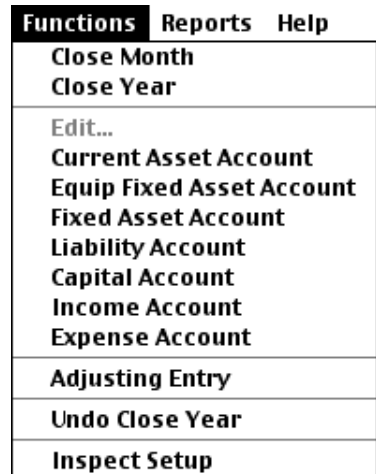 Functions Reports Help
Close Month
Close Year
Edit...
Current Asset Account
Equip Fixed Asset Account
Fixed Asset Account
Liability Account
Capital Account
Income Account
Expense Account
Adjusting Entry
Undo Close Year
Inspect Setup